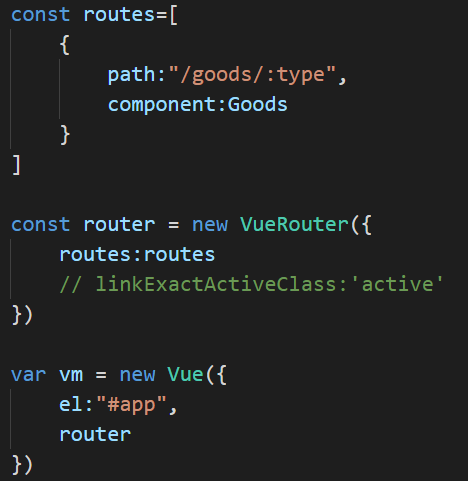 const routes=[
    {
        path:"/goods/:type",
        component:Goods
    }
]
const router = new VueRouter({
    routes:routes
    // linkExactActiveClass:'active'
})
var vm = new Vue({
    el:"#app",
    router
})